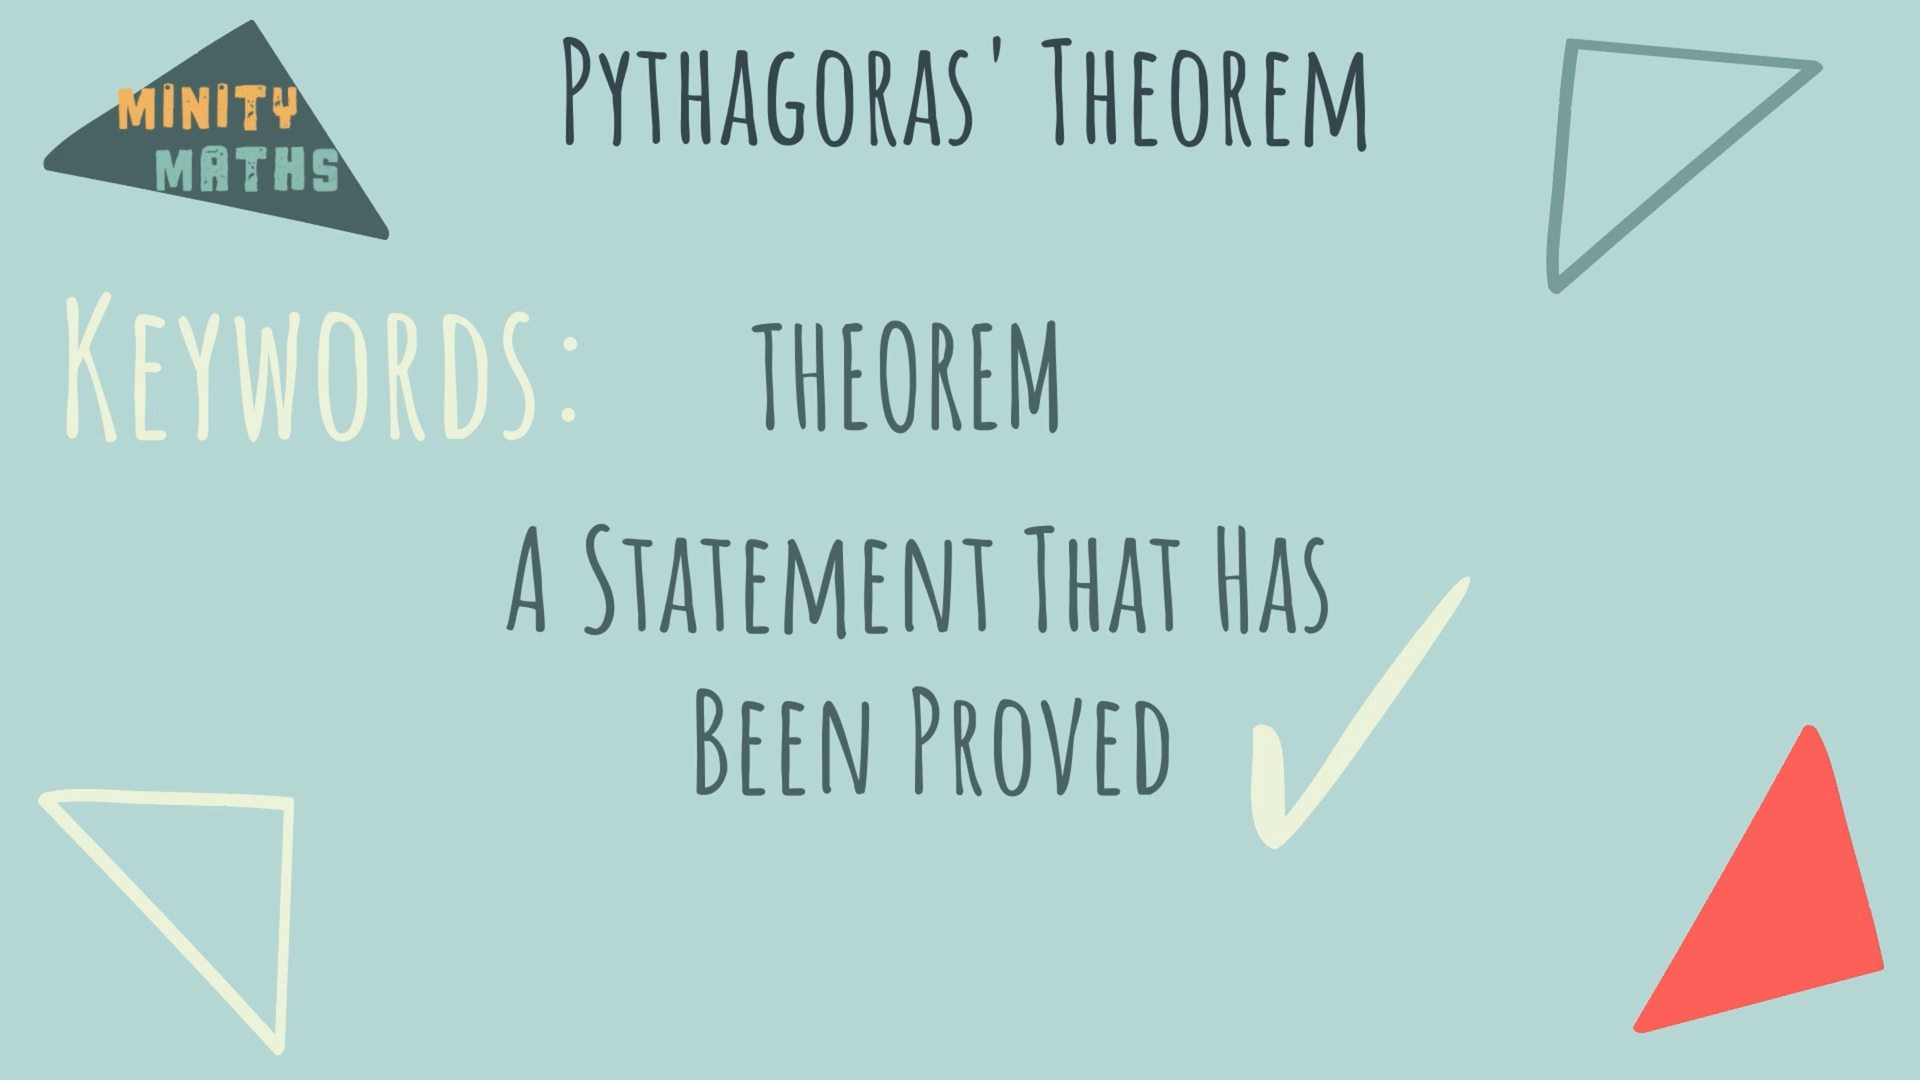 MINITY
MATHS
PYTHAGORAS' THEOREM
KEYWORDS:
THEOREM
A STATEMENT THAT HAS
BEEN PROVED